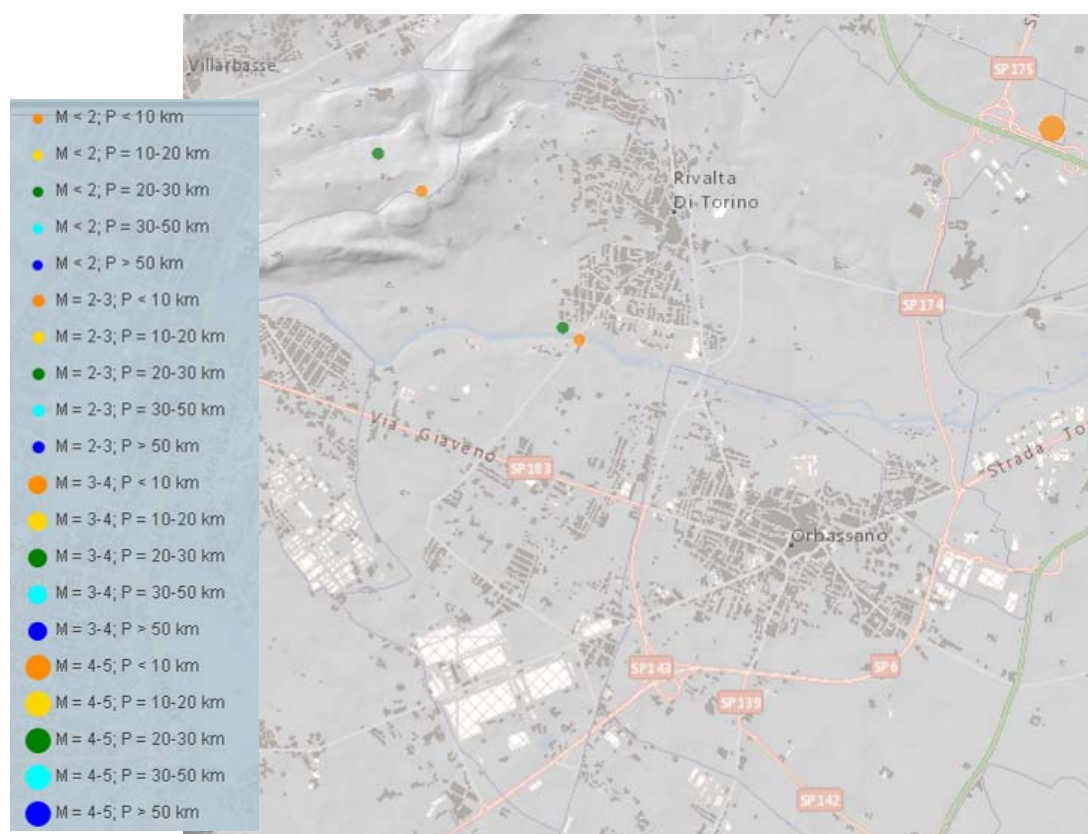 M < 2; P < 10 km
M < 2; P = 10-20 km
M < 2; P = 20-30 km
M < 2; P = 30-50 km
M < 2; P > 50 km
M = 2-3; P < 10 km
M = 2-3; P = 10-20 km
M = 2-3; P = 20-30 km
M = 2-3; P = 30-50 km
M = 2-3; P > 50 km
M = 3-4; P < 10 km
M = 3-4; P = 10-20 km
M = 3-4; P = 20-30 km
M = 3-4; P = 30-50 km
M = 3-4; P > 50 km
M = 4-5; P < 10 km
M = 4-5; P = 10-20 km
M = 4-5; P = 20-30 km
M = 4-5; P = 30-50 km
M = 4-5; P > 50 km
Villarbasse
SP175
Rivalta
Di Torino
SP174
Via Giaveno
SP183
Strada To
Orbassano
SP143
SP6
SP139
SP142